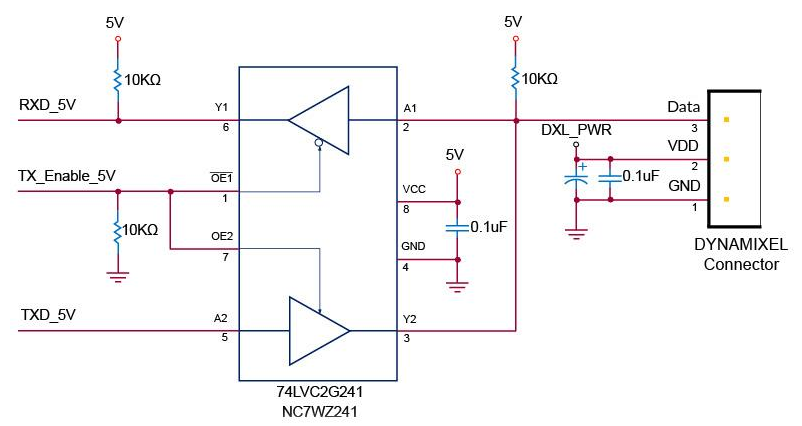 5V
5V
10KΩ
10KΩ
RXD_5V
Y1
A1
Data
6
2
3
DXL_PWR
VDD
5V
2
TX_Enable_5V
OE1
+
0.1uF
1
VCC
GND
8
1
10KΩ
0.1uF
OE2
GND
7
4
DYNAMIXEL
Connector
TXD_5V
A2
Y2
5
3
74LVC2G241
NC7WZ241